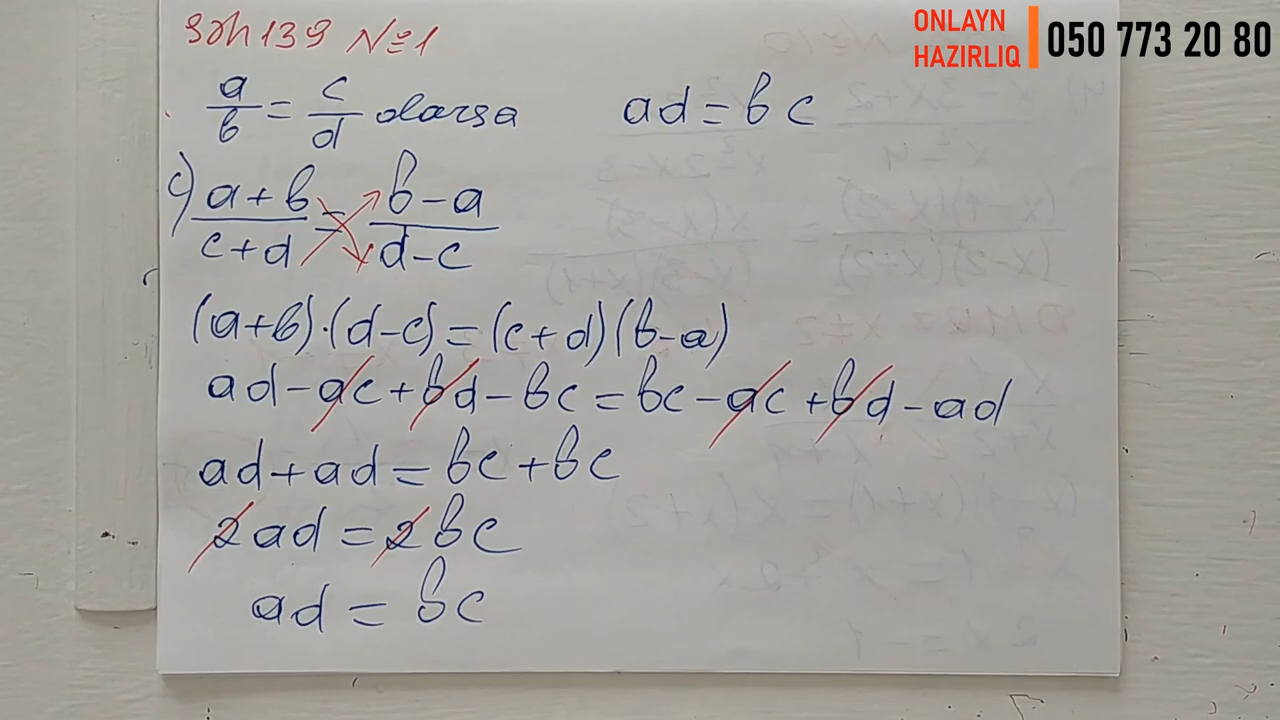 ONLAYN
HAZIRLIQ
050 773 20 80
səh 139 №1
a/b = c/d olarsa ad = bc
c) (a+b)/(c+d) = (b-a)/(d-c)
(a+b)·(d-c) = (c+d)(b-a)
ad - ac + bd - bc = bc - ac + bd - ad
ad + ad = bc + bc
2ad = 2bc
ad = bc